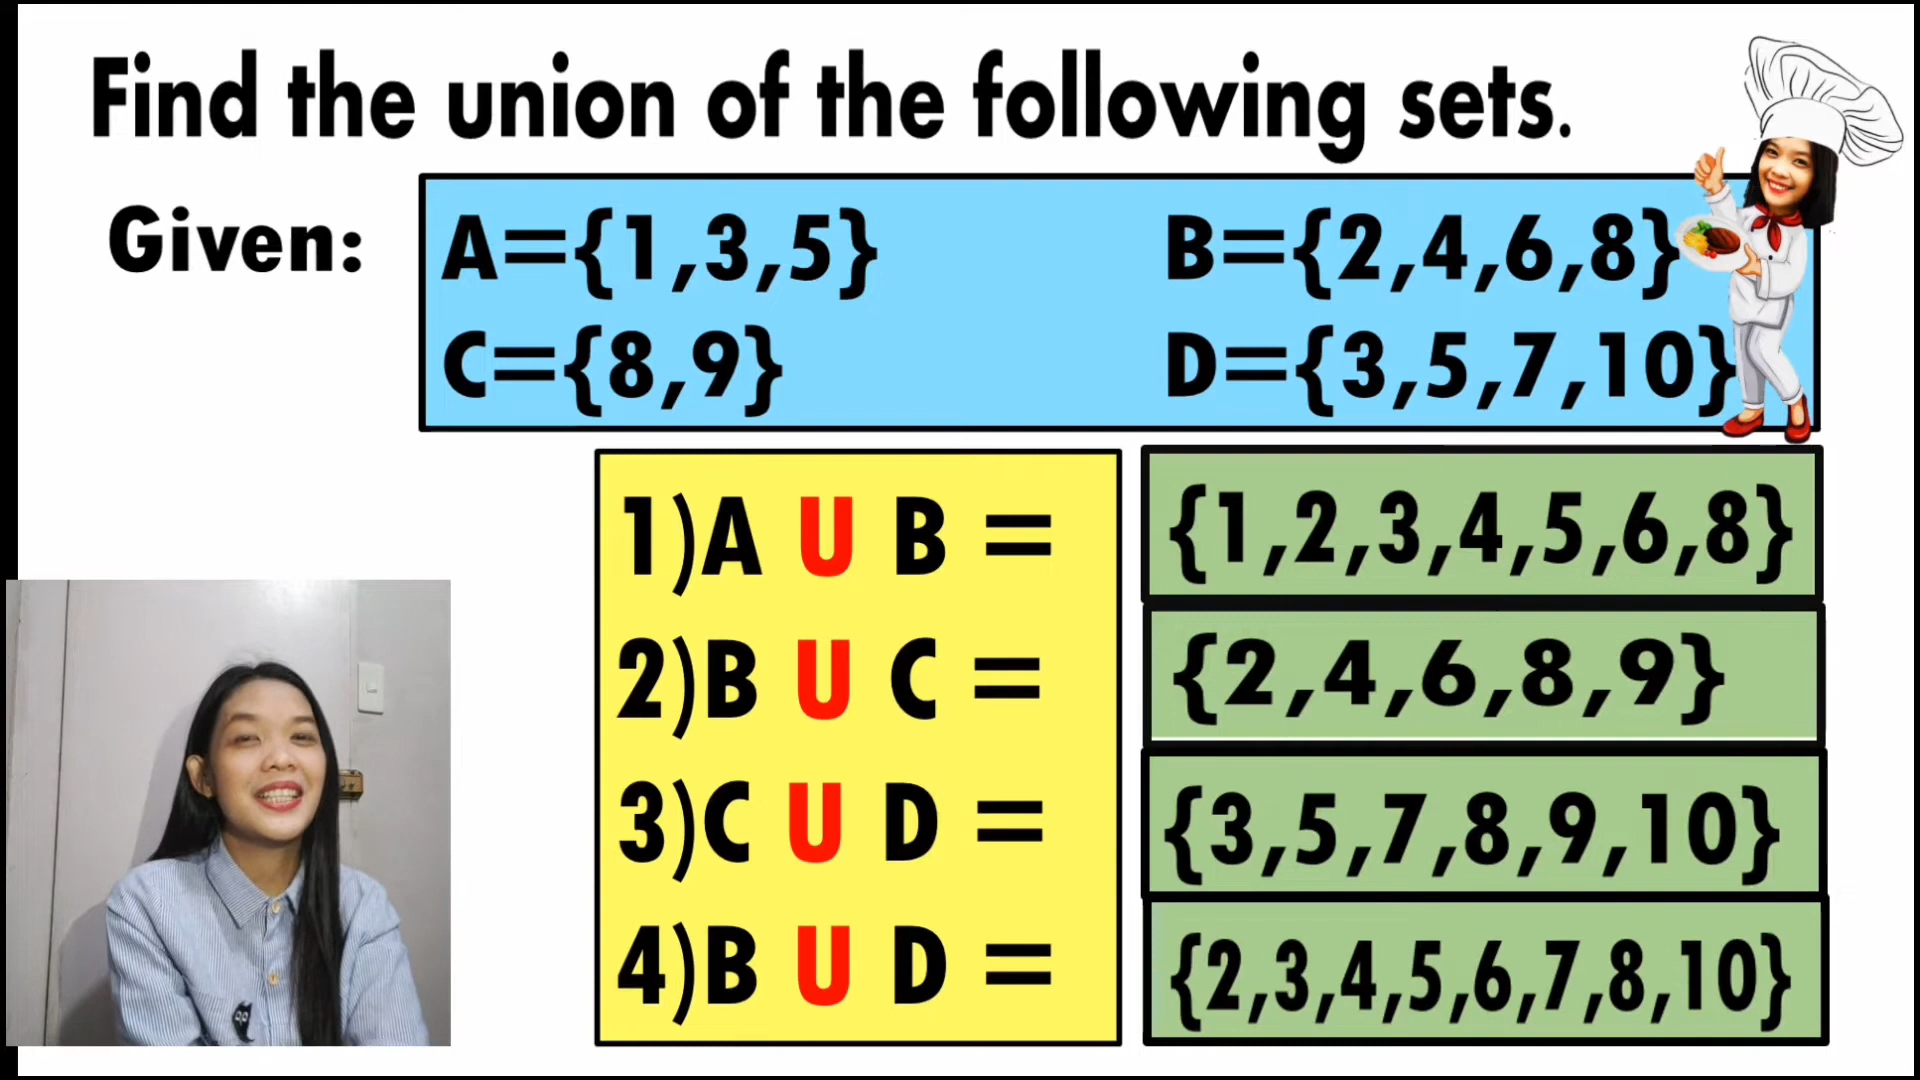 Find the union of the following sets.
Given:
A={1,3,5} B={2,4,6,8}
C={8,9} D={3,5,7,10}
1)A U B = {1,2,3,4,5,6,8}
2)B U C = {2,4,6,8,9}
3)C U D = {3,5,7,8,9,10}
4)B U D = {2,3,4,5,6,7,8,10}